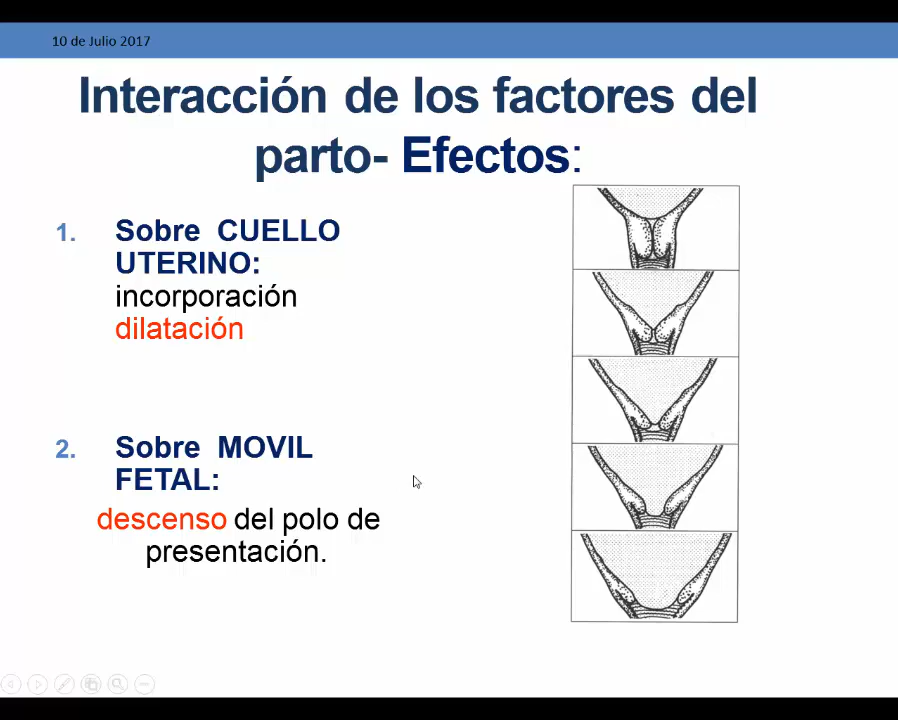 10 de Julio 2017
Interacción de los factores del
parto- Efectos:
1. Sobre CUELLO
UTERINO:
incorporación
dilatación
2. Sobre MOVIL
FETAL:
descenso del polo de
presentación.